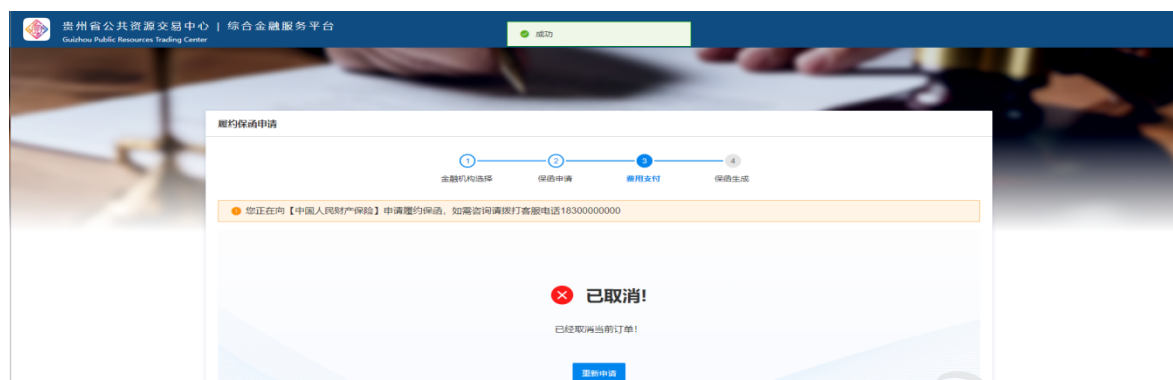 贵州省公共资源交易中心 | 综合金融服务平台
Guizhou Public Resources Trading Center
成功
履约保函申请
1 2 3 4
金融机构选择 保函申请 费用支付 保函生成
您正在向【中国人民财产保险】申请履约保函，如需咨询请拨打客服电话18300000000
已取消!
已经取消当前订单!
重新申请